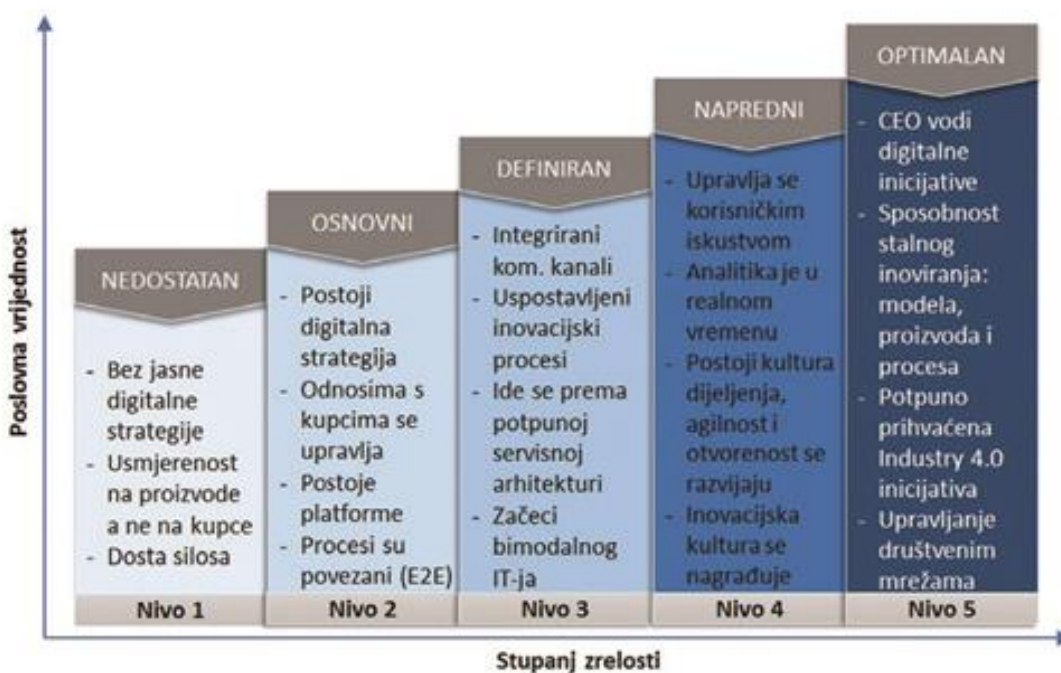 Poslovna vrijednost
NEDOSTATAN
- Bez jasne
digitalne
strategije
- Usmjerenost
na proizvode
a ne na kupce
- Dosta silosa
Nivo 1
OSNOVNI
- Postoji
digitalna
strategija
- Odnosima s
kupcima se
upravlja
- Postoje
platforme
- Procesi su
povezani (E2E)
Nivo 2
DEFINIRAN
- Integrirani
kom. kanali
- Uspostavljeni
inovacijski
procesi
- Ide se prema
potpunoj
servisnoj
arhitekturi
- Začeci
bimodalnog
IT-ja
Nivo 3
NAPREDNI
- Upravlja se
korisničkim
iskustvom
- Analitika je u
realnom
vremenu
- Postoji kultura
dijeljenja,
agilnost i
otvorenost se
razvijaju
- Inovacijska
kultura se
nagrađuje
Nivo 4
OPTIMALAN
- CEO vodi
digitalne
inicijative
- Sposobnost
stalnog
inoviranja:
modela,
proizvoda i
procesa
- Potpuno
prihvaćena
Industry 4.0
inicijativa
- Upravljanje
društvenim
mrežama
Nivo 5
Stupanj zrelosti